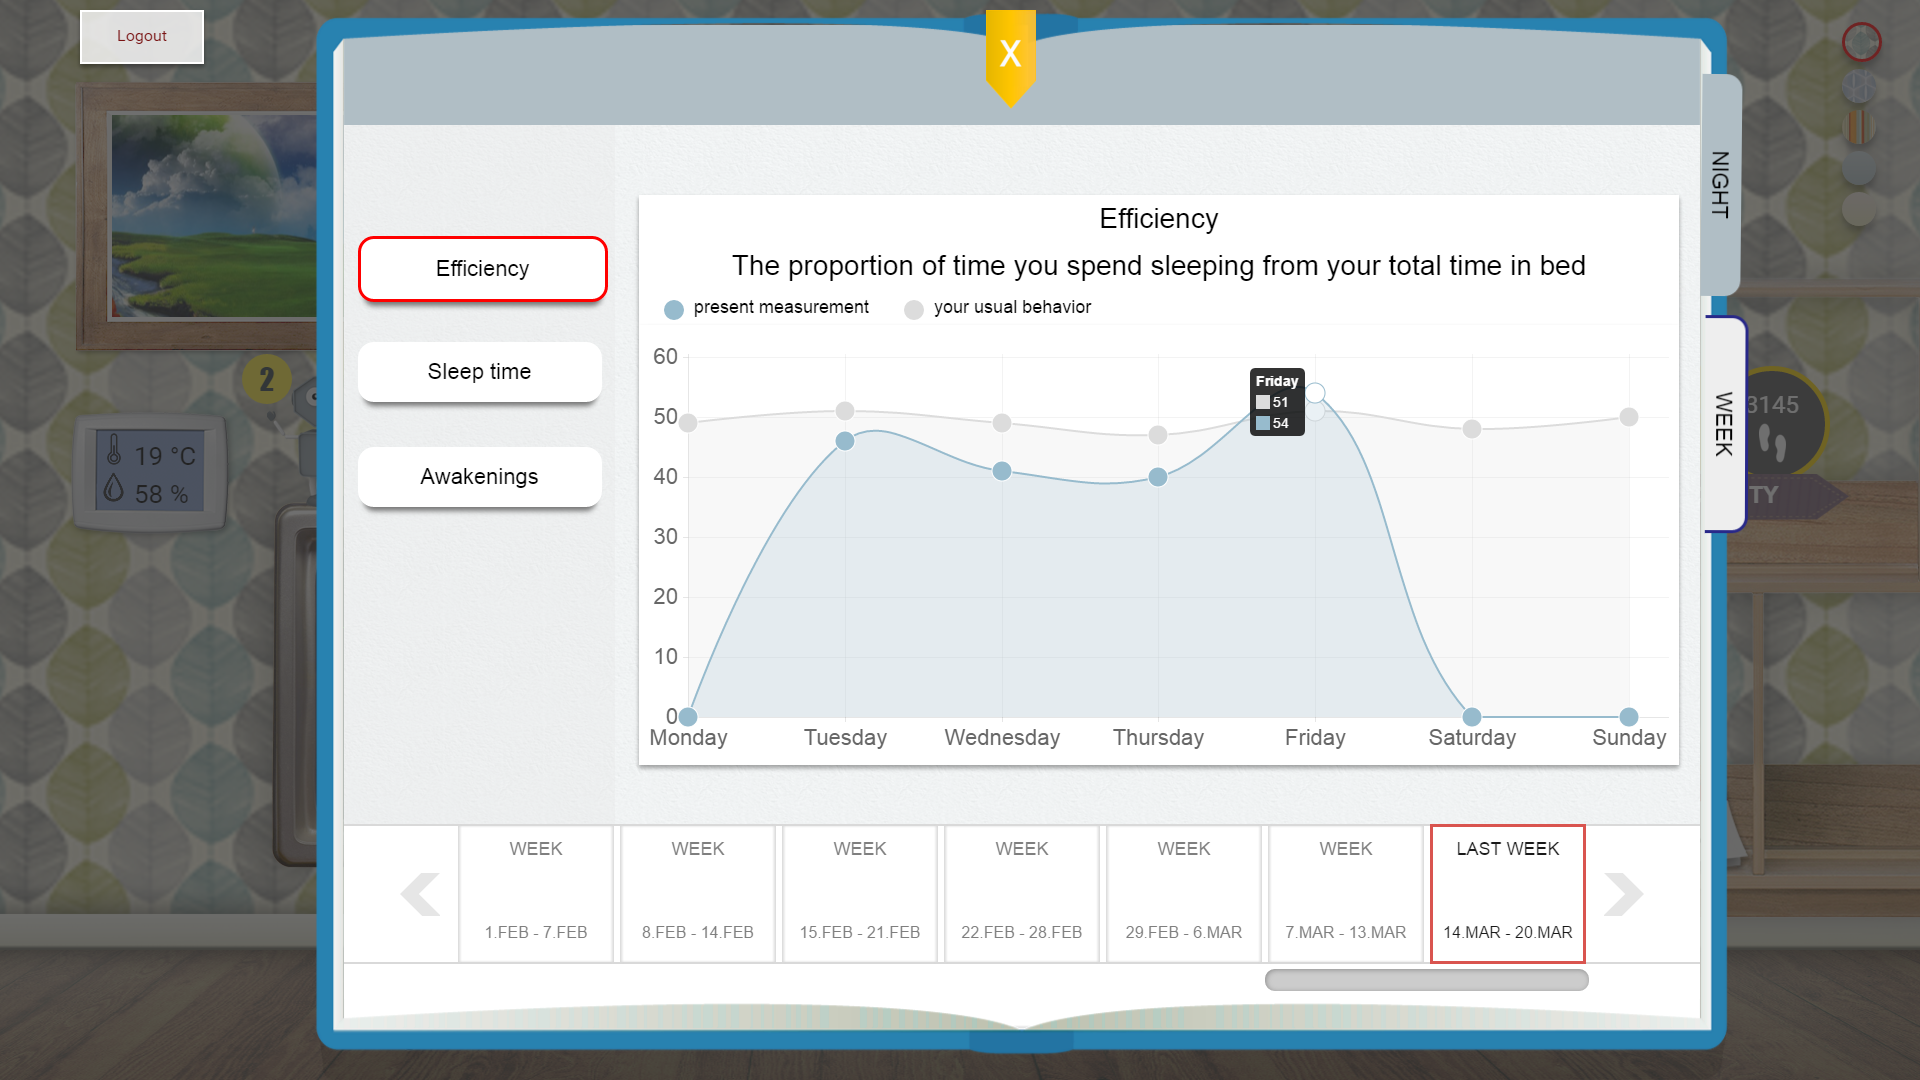 Logout
X
NIGHT
WEEK
Efficiency
Sleep time
Awakenings
Efficiency
The proportion of time you spend sleeping from your total time in bed
present measurement
your usual behavior
60
50
40
30
20
10
0
Friday
51
54
Monday
Tuesday
Wednesday
Thursday
Friday
Saturday
Sunday
2
19 °C
58 %
3145
TY
WEEK
1.FEB - 7.FEB
WEEK
8.FEB - 14.FEB
WEEK
15.FEB - 21.FEB
WEEK
22.FEB - 28.FEB
WEEK
29.FEB - 6.MAR
WEEK
7.MAR - 13.MAR
LAST WEEK
14.MAR - 20.MAR